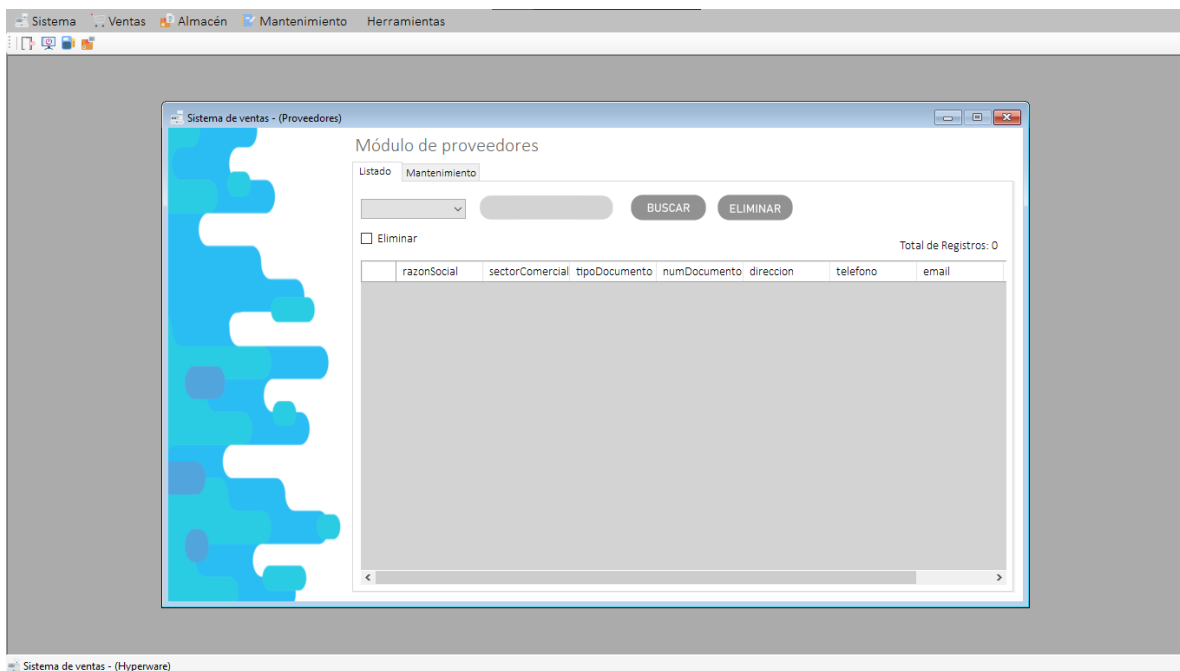 Sistema Ventas Almacén Mantenimiento Herramientas
Sistema de ventas - (Proveedores)
Módulo de proveedores
Listado Mantenimiento
BUSCAR ELIMINAR
Eliminar
Total de Registros: 0
razonSocial sectorComercial tipoDocumento numDocumento direccion telefono email
Sistema de ventas - (Hyperware)